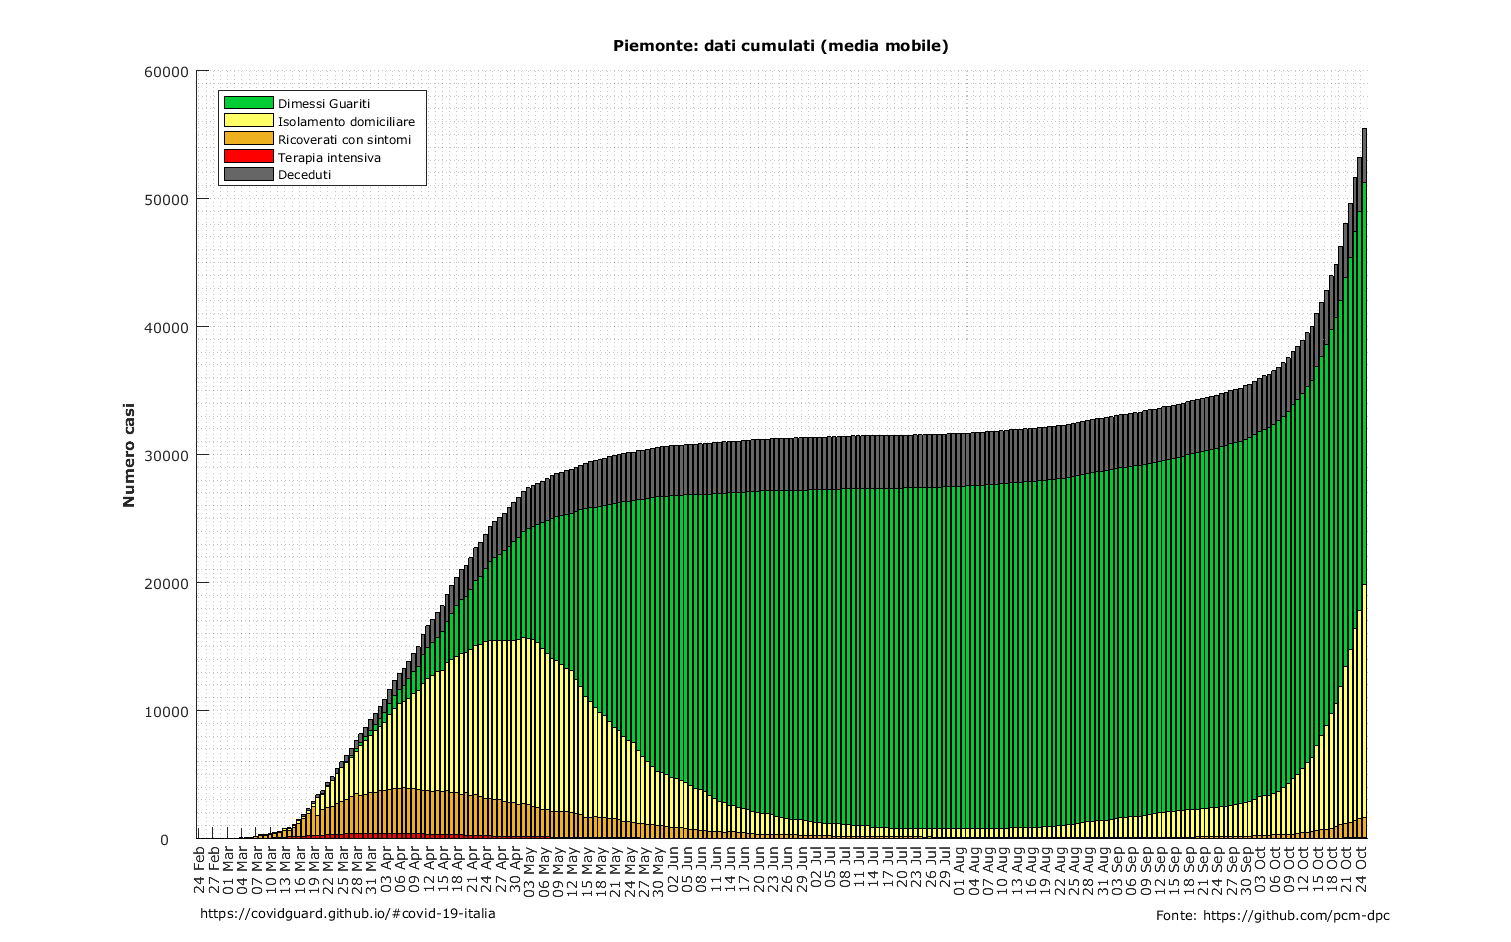 Piemonte: dati cumulati (media mobile)
60000
50000
40000
30000
20000
10000
0
Numero casi
Dimessi Guariti
Isolamento domiciliare
Ricoverati con sintomi
Terapia intensiva
Deceduti
24 Feb
27 Feb
01 Mar
04 Mar
07 Mar
10 Mar
13 Mar
16 Mar
19 Mar
22 Mar
25 Mar
28 Mar
31 Mar
03 Apr
06 Apr
09 Apr
12 Apr
15 Apr
18 Apr
21 Apr
24 Apr
27 Apr
30 Apr
03 May
06 May
09 May
12 May
15 May
18 May
21 May
24 May
27 May
30 May
02 Jun
05 Jun
08 Jun
11 Jun
14 Jun
17 Jun
20 Jun
23 Jun
26 Jun
29 Jun
02 Jul
05 Jul
08 Jul
11 Jul
14 Jul
17 Jul
20 Jul
23 Jul
26 Jul
29 Jul
01 Aug
04 Aug
07 Aug
10 Aug
13 Aug
16 Aug
19 Aug
22 Aug
25 Aug
28 Aug
31 Aug
03 Sep
06 Sep
09 Sep
12 Sep
15 Sep
18 Sep
21 Sep
24 Sep
27 Sep
30 Sep
03 Oct
06 Oct
09 Oct
12 Oct
15 Oct
18 Oct
21 Oct
24 Oct
https://covidguard.github.io/#covid-19-italia
Fonte: https://github.com/pcm-dpc